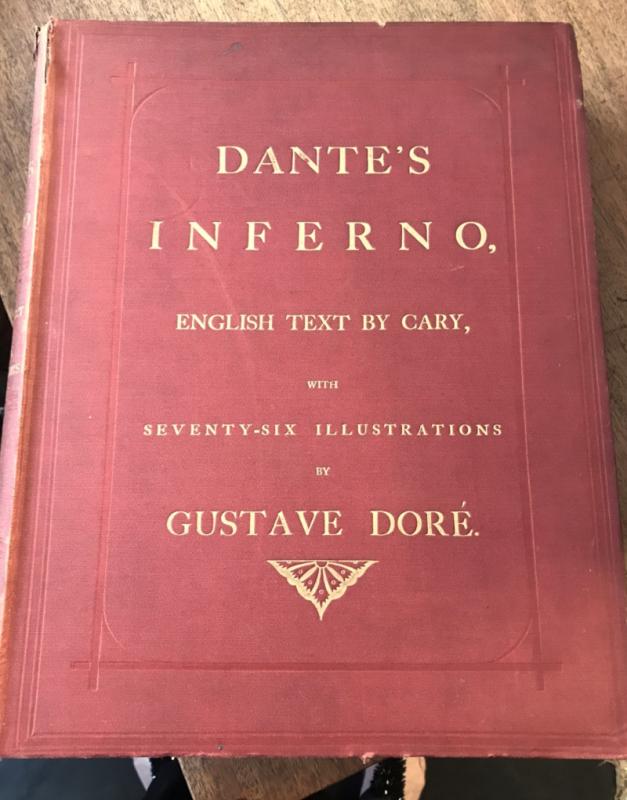 DANTE'S
INFERNO,
ENGLISH TEXT BY CARY,
WITH
SEVENTY-SIX ILLUSTRATIONS
BY
GUSTAVE DORÉ.